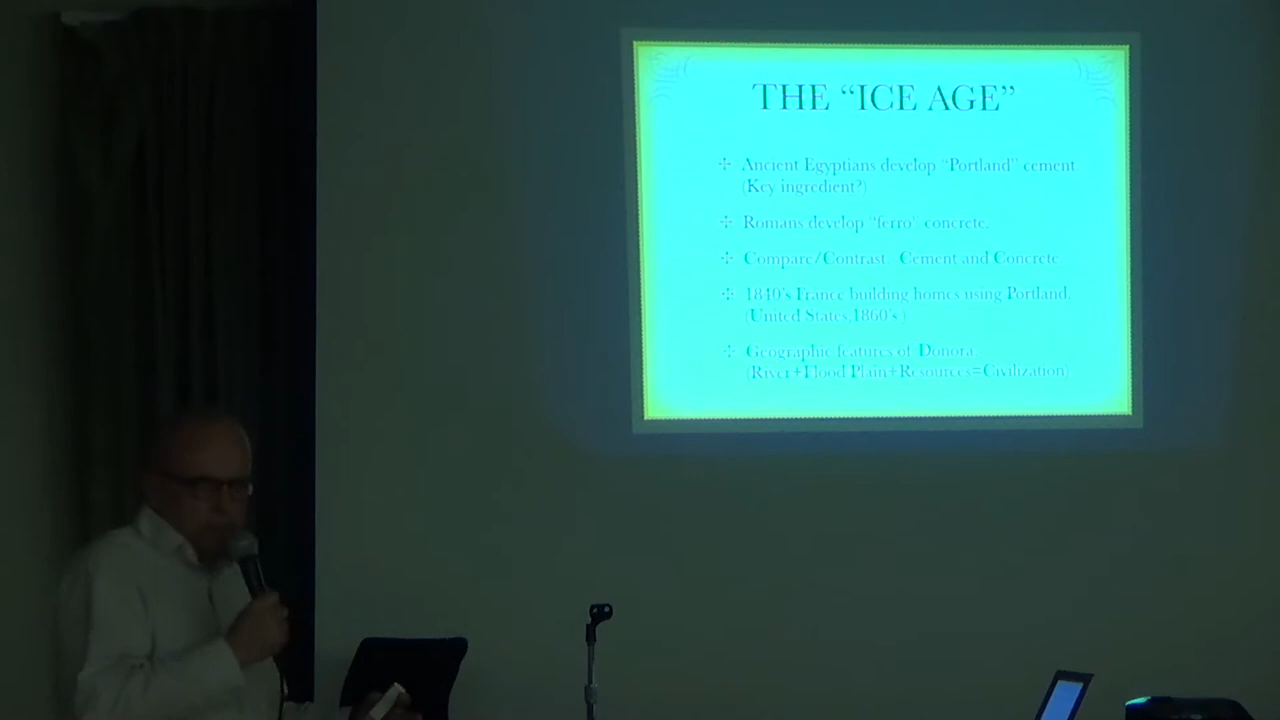 THE “ICE AGE”
Ancient Egyptians develop “Portland” cement
(Key ingredient?)
Romans develop “ferro” concrete.
Compare/Contrast Cement and Concrete
1840's France building homes using Portland.
(United States,1860's )
Geographic features of Donora.
(River+Flood Plain+Resources=Civilization)